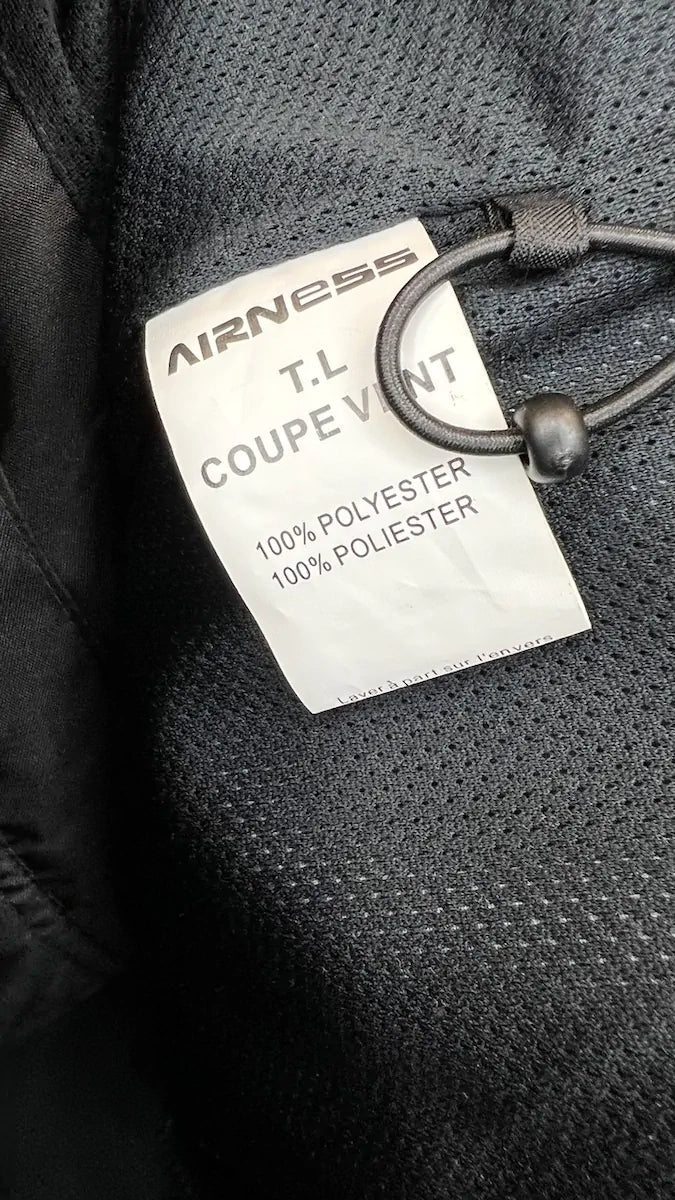 AIRNESS
T.L
COUPE VENT
100% POLYESTER
100% POLIESTER
Laver à part sur l'envers